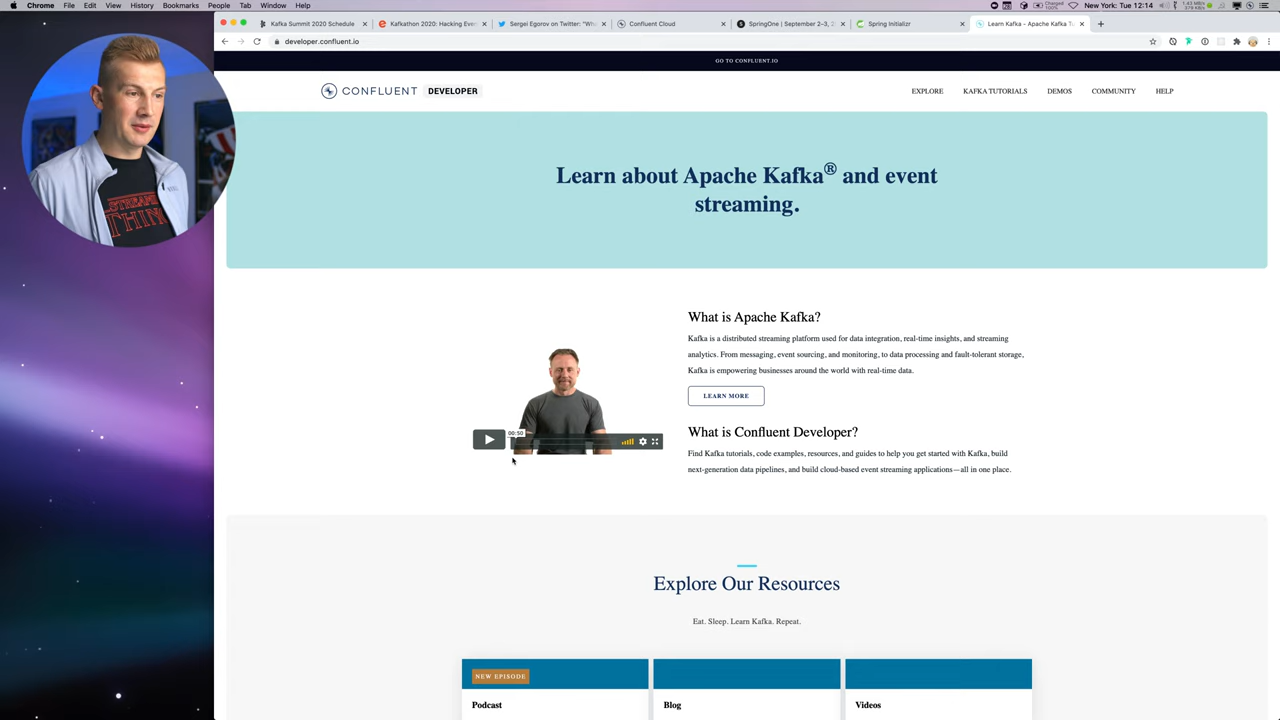 Chrome File Edit View History Bookmarks People Tab Window Help
New York: Tue 12:14
Kafka Summit 2020 Schedule
Kafkathon 2020: Hacking Even
Sergei Egorov on Twitter: "Wh
Confluent Cloud
SpringOne | September 2–3, 2
Spring Initializr
Learn Kafka - Apache Kafka Tu
developer.confluent.io
GO TO CONFLUENT.IO
CONFLUENT DEVELOPER
EXPLORE KAFKA TUTORIALS DEMOS COMMUNITY HELP
Learn about Apache Kafka® and event
streaming.
STREAM
THIN
00:50
What is Apache Kafka?
Kafka is a distributed streaming platform used for data integration, real-time insights, and streaming
analytics. From messaging, event sourcing, and monitoring, to data processing and fault-tolerant storage,
Kafka is empowering businesses around the world with real-time data.
LEARN MORE
What is Confluent Developer?
Find Kafka tutorials, code examples, resources, and guides to help you get started with Kafka, build
next-generation data pipelines, and build cloud-based event streaming applications—all in one place.
Explore Our Resources
Eat. Sleep. Learn Kafka. Repeat.
NEW EPISODE
Podcast
Blog
Videos